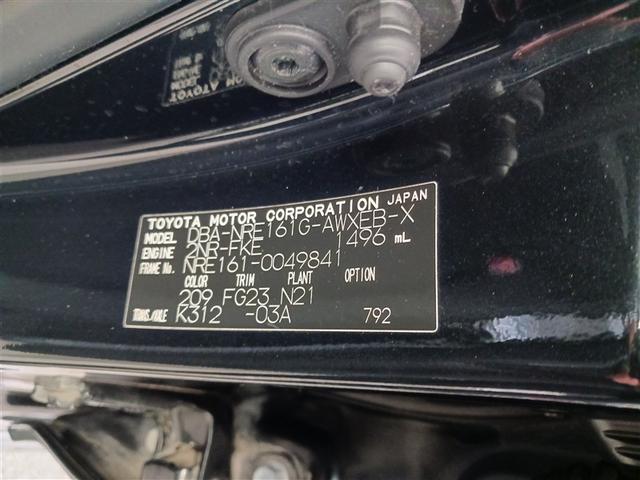 TOYOTA MOTOR CORPORATION JAPAN
MODEL DBA-NRE161G-AWXEB-X
ENGINE 2NR-FKE 1496 mL
FRAME No. NRE161-0049841
COLOR TRIM PLANT OPTION
209 FG23 N21
TRANS./AXLE K312 -03A 792